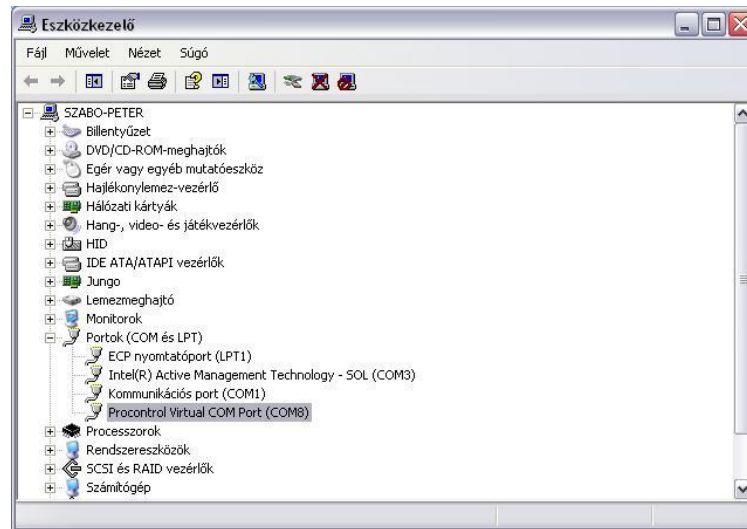 Eszközkezelő
Fájl Művelet Nézet Súgó
SZABO-PETER
Billentyűzet
DVD/CD-ROM-meghajtók
Egér vagy egyéb mutatóeszköz
Hajlékonylemez-vezérlő
Hálózati kártyák
Hang-, video- és játékvezérlők
HID
IDE ATA/ATAPI vezérlők
Jungo
Lemezmeghajtó
Monitorok
Portok (COM és LPT)
ECP nyomtatóport (LPT1)
Intel(R) Active Management Technology - SOL (COM3)
Kommunikációs port (COM1)
Procontrol Virtual COM Port (COM8)
Processzorok
Rendszereszközök
SCSI és RAID vezérlők
Számítógép